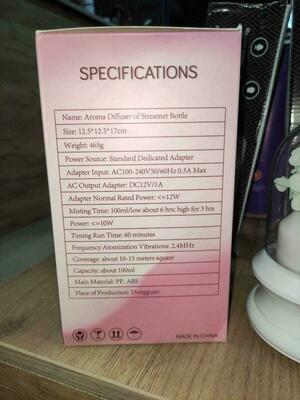 SPECIFICATIONS
Name: Aroma Diffuser of Streamer Bottle
Size: 12.5*12.5*17cm
Weight: 465g
Power Source: Standard Dedicated Adapter
Adapter Input: AC100-240V50/60Hz 0.3A Max
AC Output Adapter: DC12V/1A
Adapter Normal Rated Power: <=12W
Misting Time: 100ml/low about 6 hrs; high for 3 hrs
Power: <=10W
Timing Run Time: 60 minutes
Frequency Atomization Vibrations: 2.4MHz
Coverage: about 10-15 meters square
Capacity: about 100ml
Main Material: PP, ABS
Place of Production: Dongguan
MADE IN CHINA